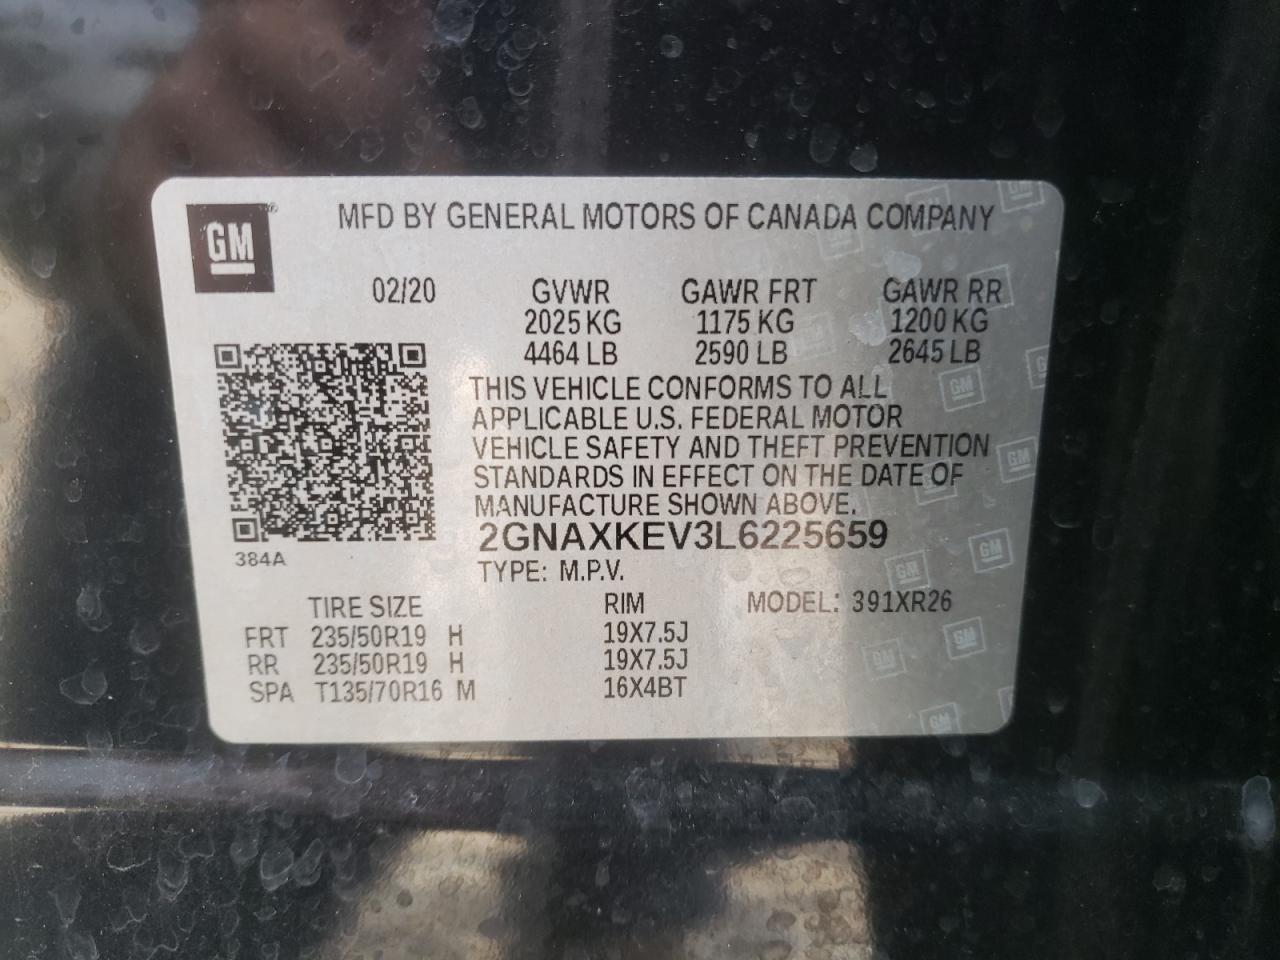 GM
MFD BY GENERAL MOTORS OF CANADA COMPANY
02/20 GVWR GAWR FRT GAWR RR
2025 KG 1175 KG 1200 KG
4464 LB 2590 LB 2645 LB
THIS VEHICLE CONFORMS TO ALL
APPLICABLE U.S. FEDERAL MOTOR
VEHICLE SAFETY AND THEFT PREVENTION
STANDARDS IN EFFECT ON THE DATE OF
MANUFACTURE SHOWN ABOVE.
2GNAXKEV3L6225659
384A
TYPE: M.P.V.
TIRE SIZE RIM MODEL: 391XR26
FRT 235/50R19 H 19X7.5J
RR 235/50R19 H 19X7.5J
SPA T135/70R16 M 16X4BT